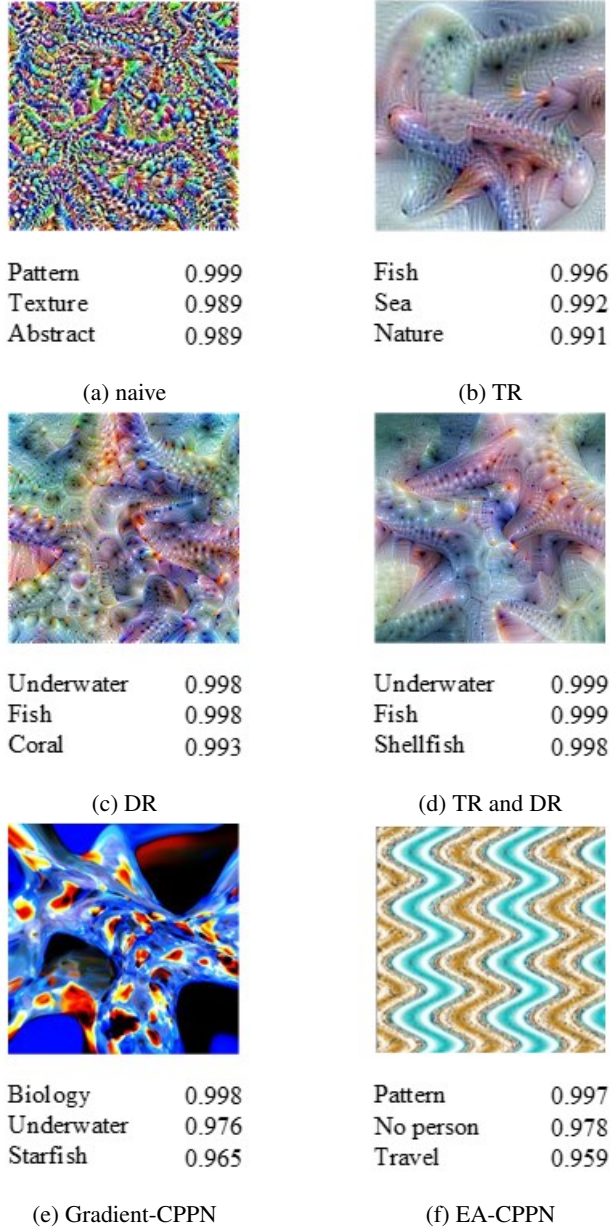 Pattern 0.999
Texture 0.989
Abstract 0.989
(a) naive
Fish 0.996
Sea 0.992
Nature 0.991
(b) TR
Underwater 0.998
Fish 0.998
Coral 0.993
(c) DR
Underwater 0.999
Fish 0.999
Shellfish 0.998
(d) TR and DR
Biology 0.998
Underwater 0.976
Starfish 0.965
(e) Gradient-CPPN
Pattern 0.997
No person 0.978
Travel 0.959
(f) EA-CPPN